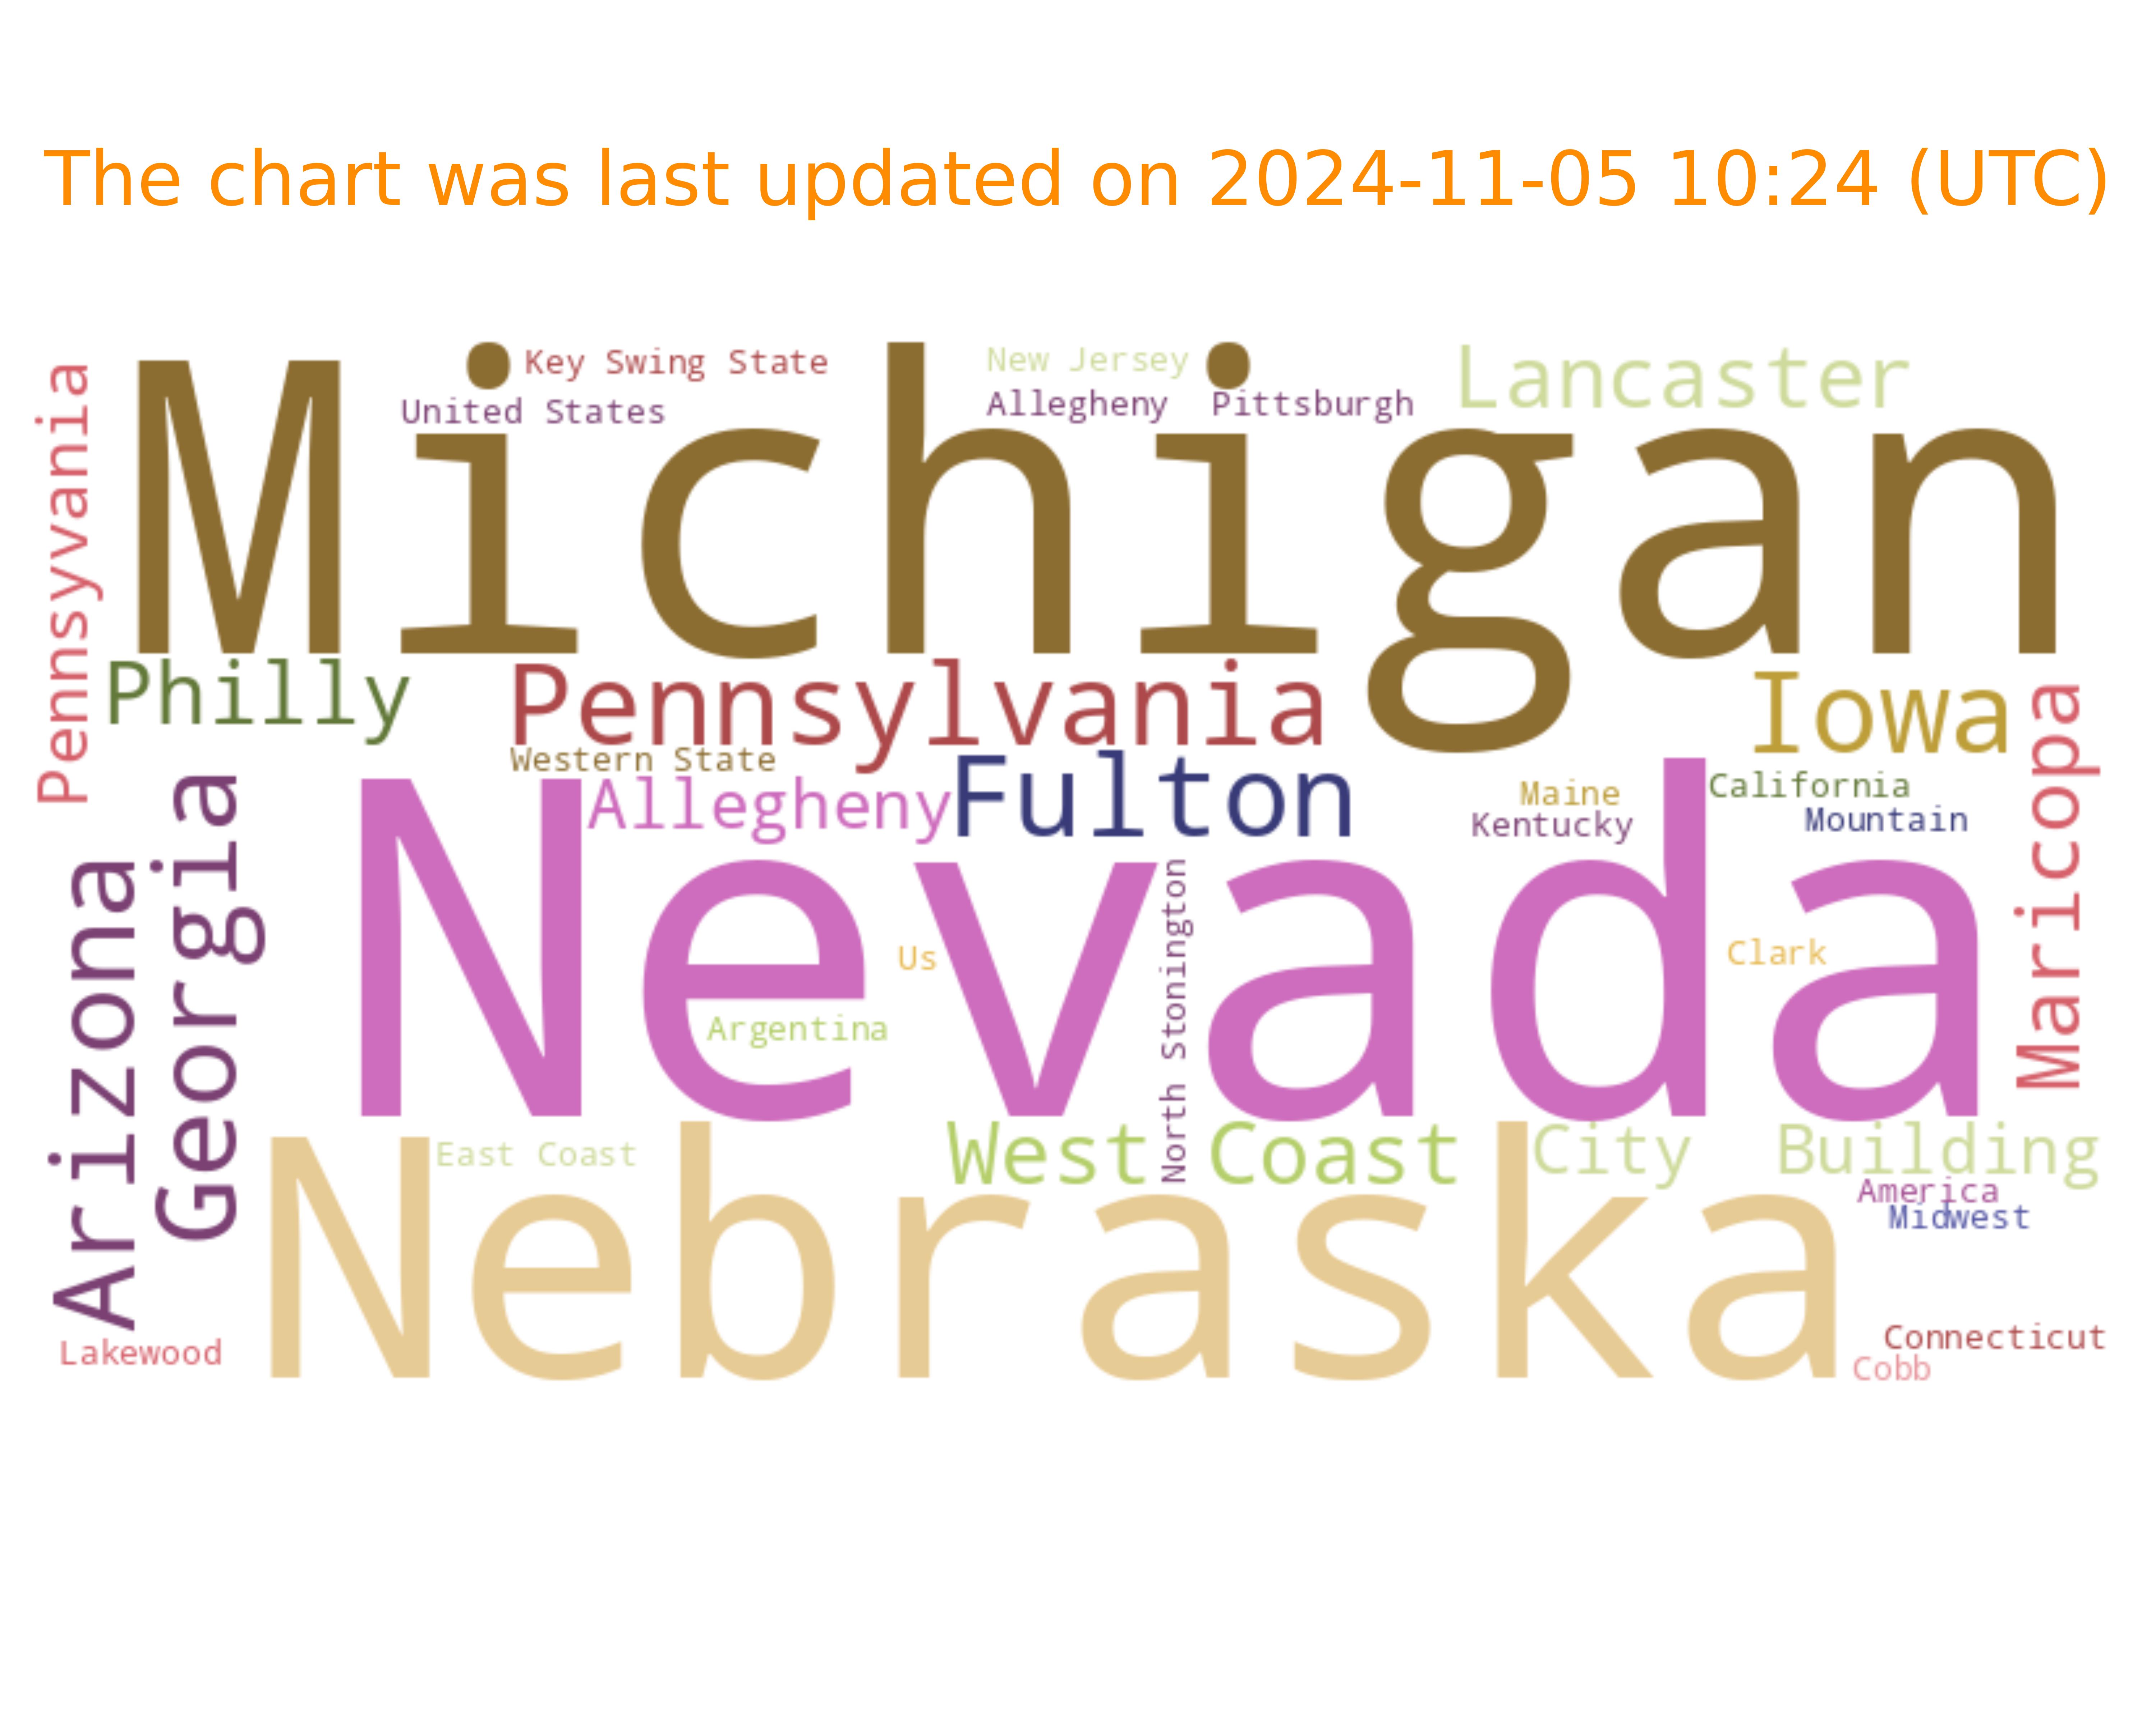 The chart was last updated on 2024-11-05 10:24 (UTC)
Key Swing State
New Jersey
Lancaster
United States
Allegheny
Pittsburgh
Michigan
Pennsyvania
Philly
Pennsylvania
Iowa
Western State
Allegheny
Fulton
Maine
California
Kentucky
Mountain
Maricopa
Georgia
Arizona
Nevada
Us
Clark
Argentina
North Stonington
East Coast
West Coast
City Building
America
Midwest
Nebraska
Lakewood
Connecticut
Cobb